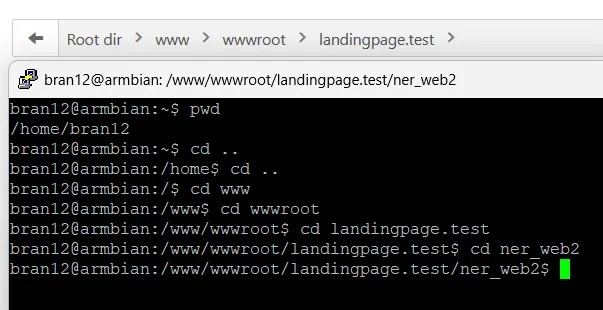 Root dir > www > wwwroot > landingpage.test >
bran12@armbian: /www/wwwroot/landingpage.test/ner_web2
bran12@armbian:~$ pwd
/home/bran12
bran12@armbian:~$ cd ..
bran12@armbian:/home$ cd ..
bran12@armbian:/$ cd www
bran12@armbian:/www$ cd wwwroot
bran12@armbian:/www/wwwroot$ cd landingpage.test
bran12@armbian:/www/wwwroot/landingpage.test$ cd ner_web2
bran12@armbian:/www/wwwroot/landingpage.test/ner_web2$